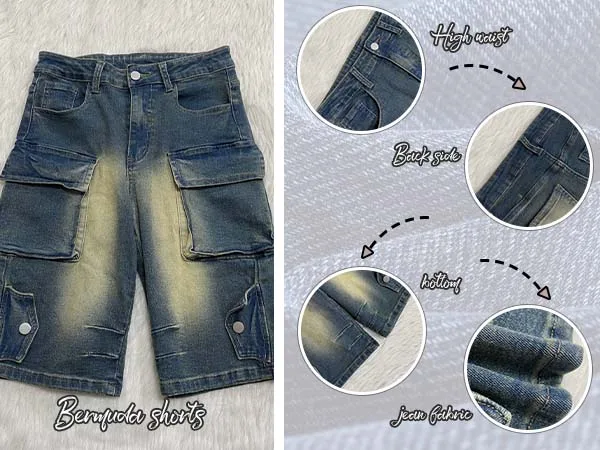 Bermuda shorts
High waist
Back side
bottom
jean fabric